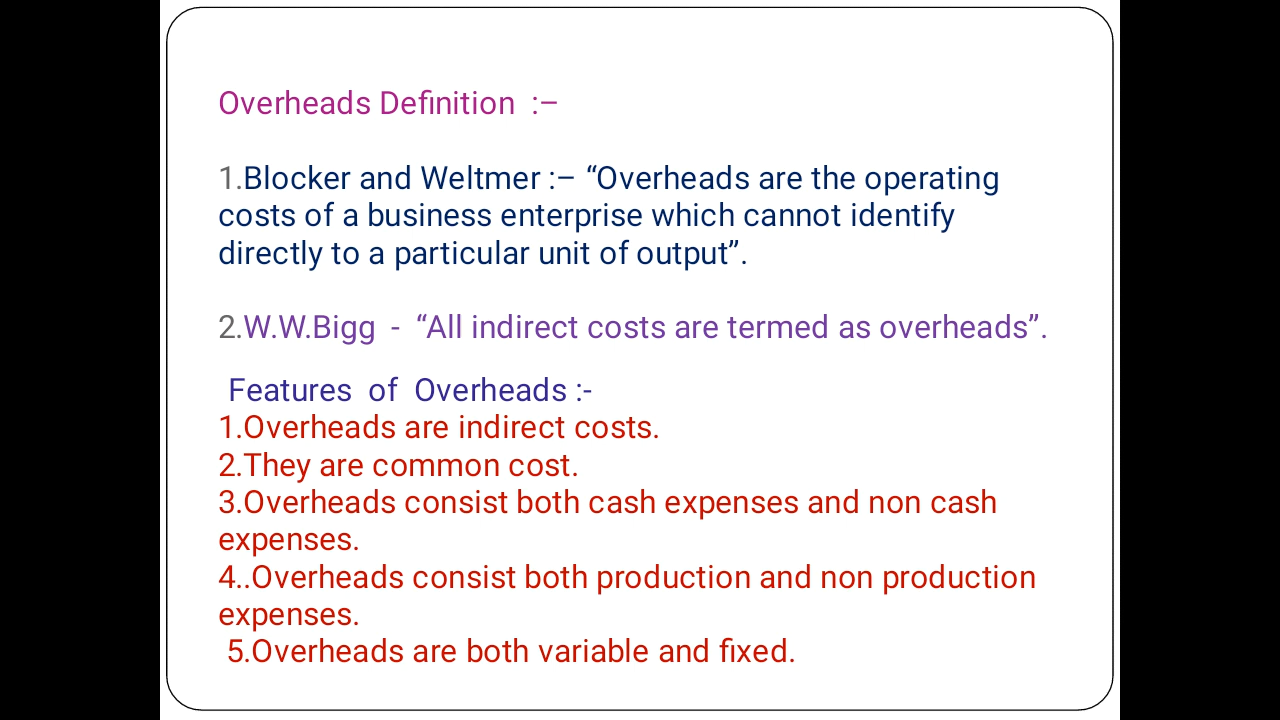 Overheads Definition :–
1.Blocker and Weltmer :– “Overheads are the operating
costs of a business enterprise which cannot identify
directly to a particular unit of output”.
2.W.W.Bigg - “All indirect costs are termed as overheads”.
Features of Overheads :-
1.Overheads are indirect costs.
2.They are common cost.
3.Overheads consist both cash expenses and non cash
expenses.
4..Overheads consist both production and non production
expenses.
5.Overheads are both variable and fixed.